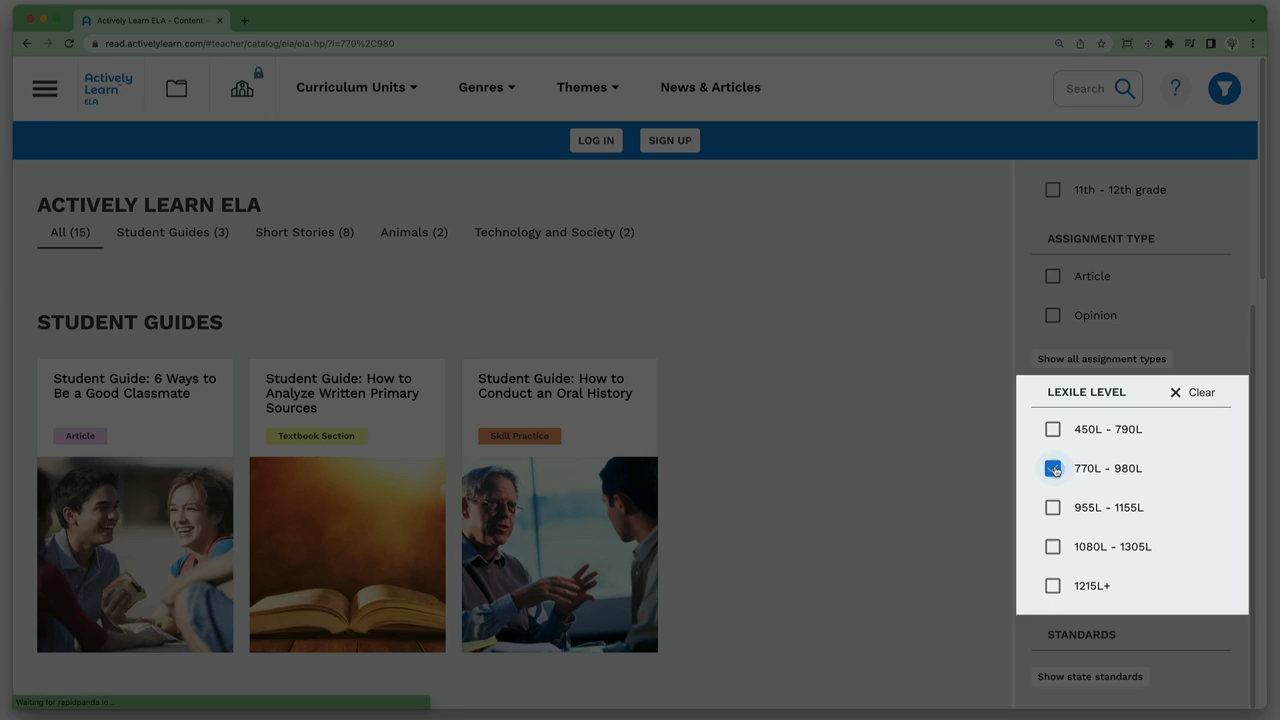 Actively Learn ELA - Content -
read.activelylearn.com/#teacher/catalog/ela/ela-hp/?l=770%2C980
Actively
Learn
ELA
Curriculum Units
Genres
Themes
News & Articles
Search
?
LOG IN
SIGN UP
ACTIVELY LEARN ELA
All (15)
Student Guides (3)
Short Stories (8)
Animals (2)
Technology and Society (2)
STUDENT GUIDES
Student Guide: 6 Ways to
Be a Good Classmate
Article
Student Guide: How to
Analyze Written Primary
Sources
Textbook Section
Student Guide: How to
Conduct an Oral History
Skill Practice
11th - 12th grade
ASSIGNMENT TYPE
Article
Opinion
Show all assignment types
LEXILE LEVEL
Clear
450L - 790L
770L - 980L
955L - 1155L
1080L - 1305L
1215L+
STANDARDS
Show state standards
Waiting for rapidpanda.io...